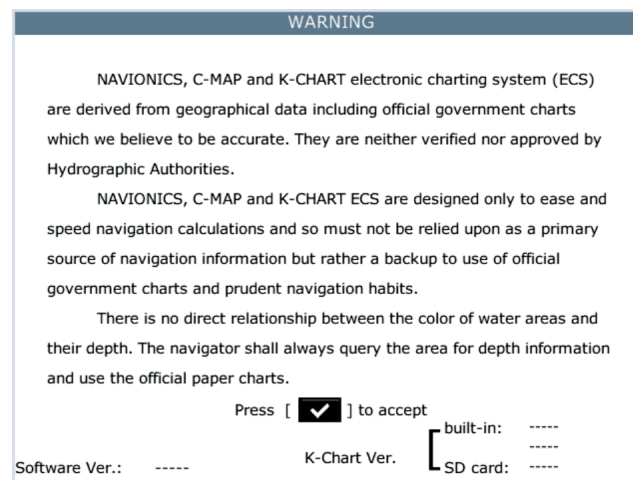 WARNING
NAVIONICS, C-MAP and K-CHART electronic charting system (ECS)
are derived from geographical data including official government charts
which we believe to be accurate. They are neither verified nor approved by
Hydrographic Authorities.
NAVIONICS, C-MAP and K-CHART ECS are designed only to ease and
speed navigation calculations and so must not be relied upon as a primary
source of navigation information but rather a backup to use of official
government charts and prudent navigation habits.
There is no direct relationship between the color of water areas and
their depth. The navigator shall always query the area for depth information
and use the official paper charts.
Press [ ✓ ] to accept
built-in: -----
-----
K-Chart Ver.
Software Ver.: -----
SD card: -----